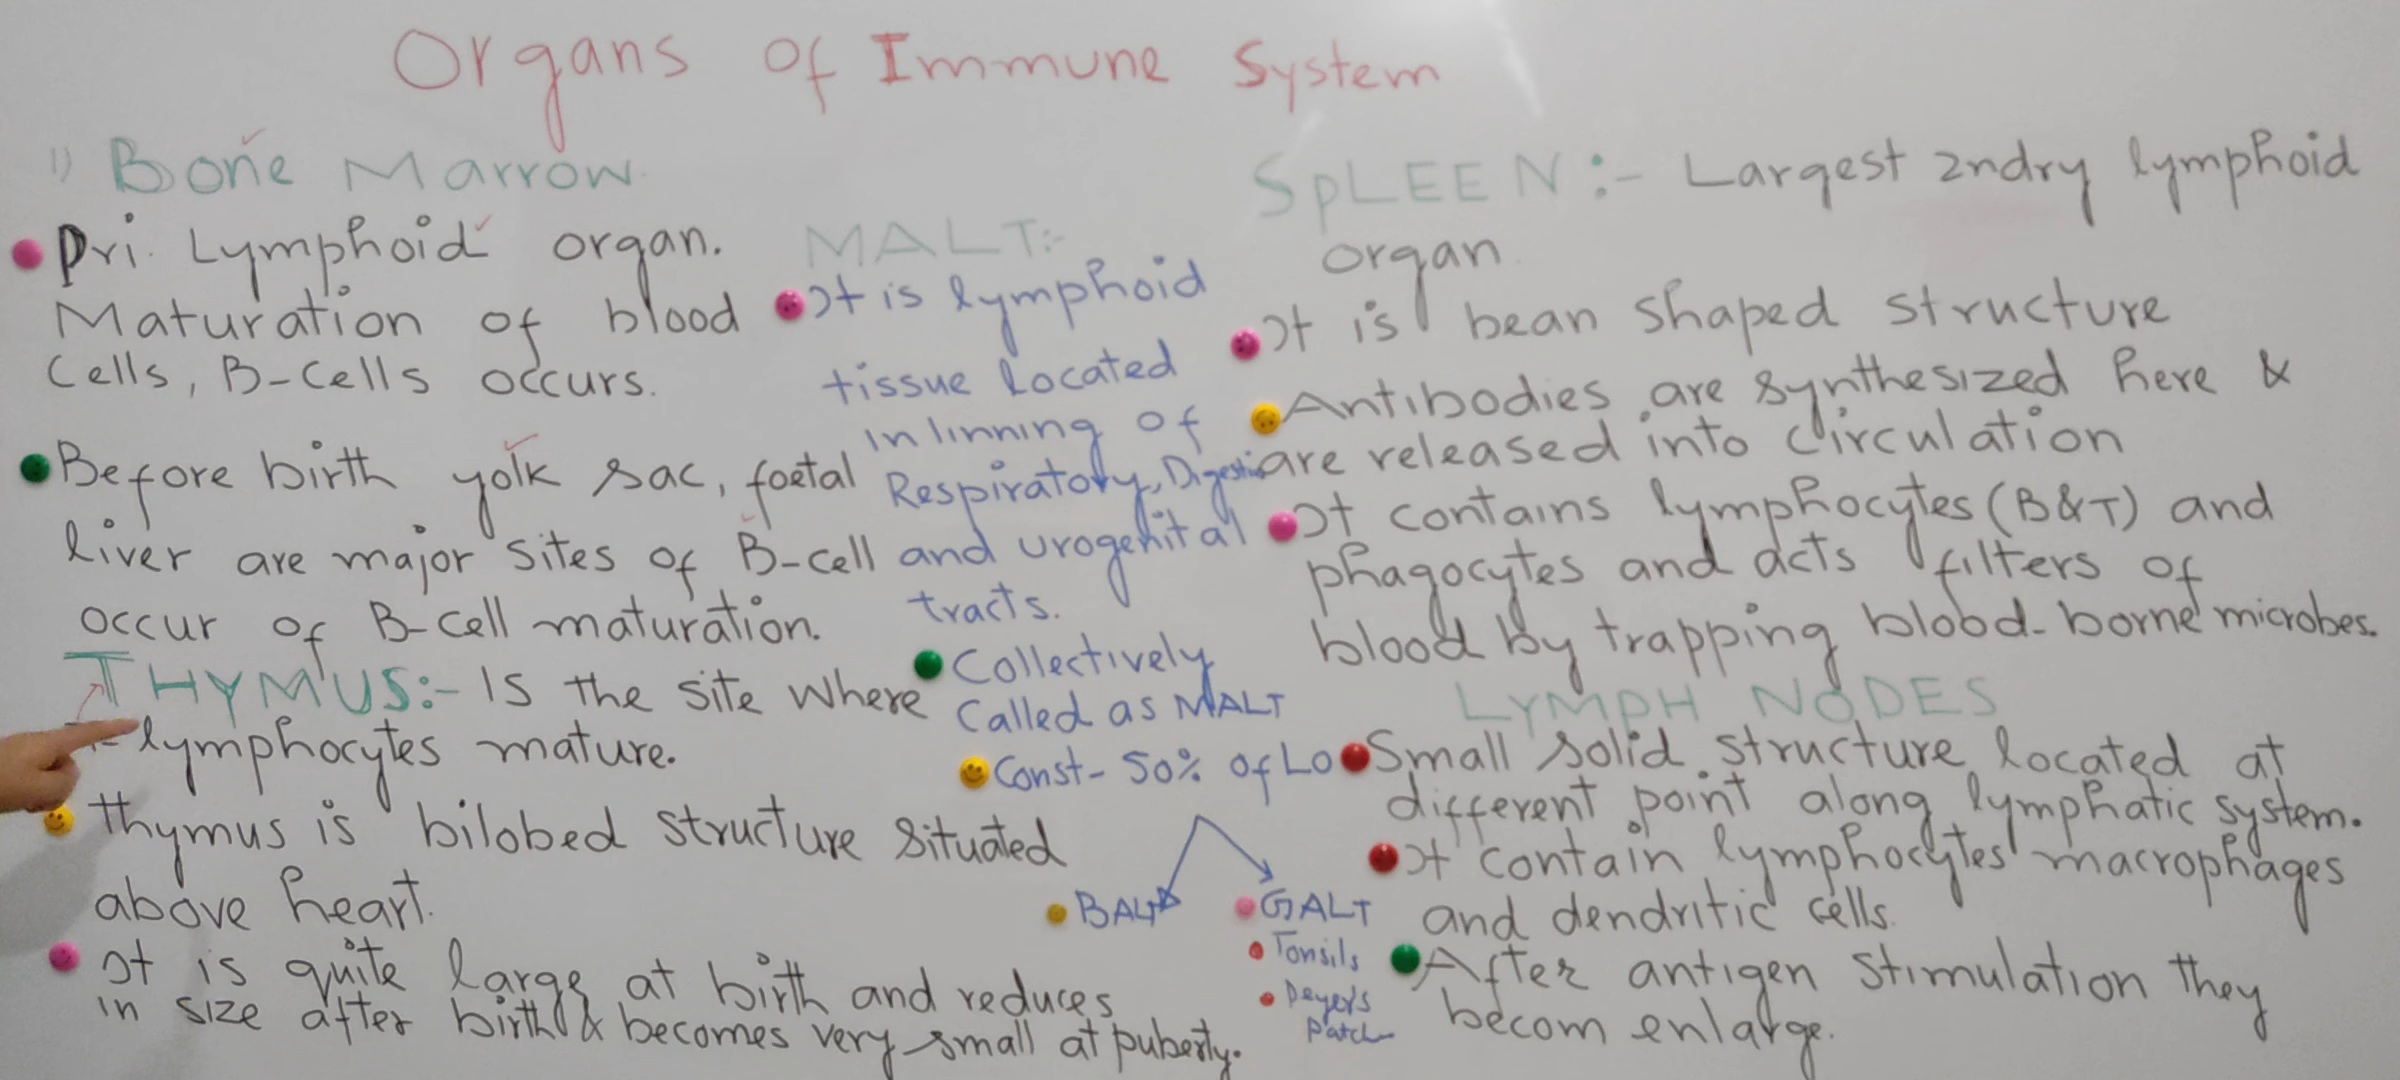 Organs of Immune System
1) Bone Marrow
Pri. Lymphoid organ.
Maturation of blood
Cells, B-Cells occurs.
Before birth yolk sac, foetal
liver are major sites of B-cell
occur of B-cell maturation.
THYMUS:- Is the site where
lymphocytes mature.
thymus is bilobed structure situated
above heart.
It is quite large at birth and reduces
in size after birth & becomes very small at puberty.
MALT:-
It is lymphoid
tissue located
in linning of
Respiratory, Digestive
and urogenital
tracts.
Collectively
Called as MALT
Const- 50% of LO
BALT
GALT
Tonsils
Peyer's
patch
SpLEEN:- Largest 2ndry lymphoid
organ
It is bean shaped structure
Antibodies are synthesized here &
are released into circulation
It contains lymphocytes (B&T) and
phagocytes and acts filters of
blood by trapping blood-borne microbes.
LYMPH NODES
Small solid structure located at
different point along lymphatic system.
It contain lymphocytes macrophages
and dendritic cells.
After antigen stimulation they
becom enlarge.